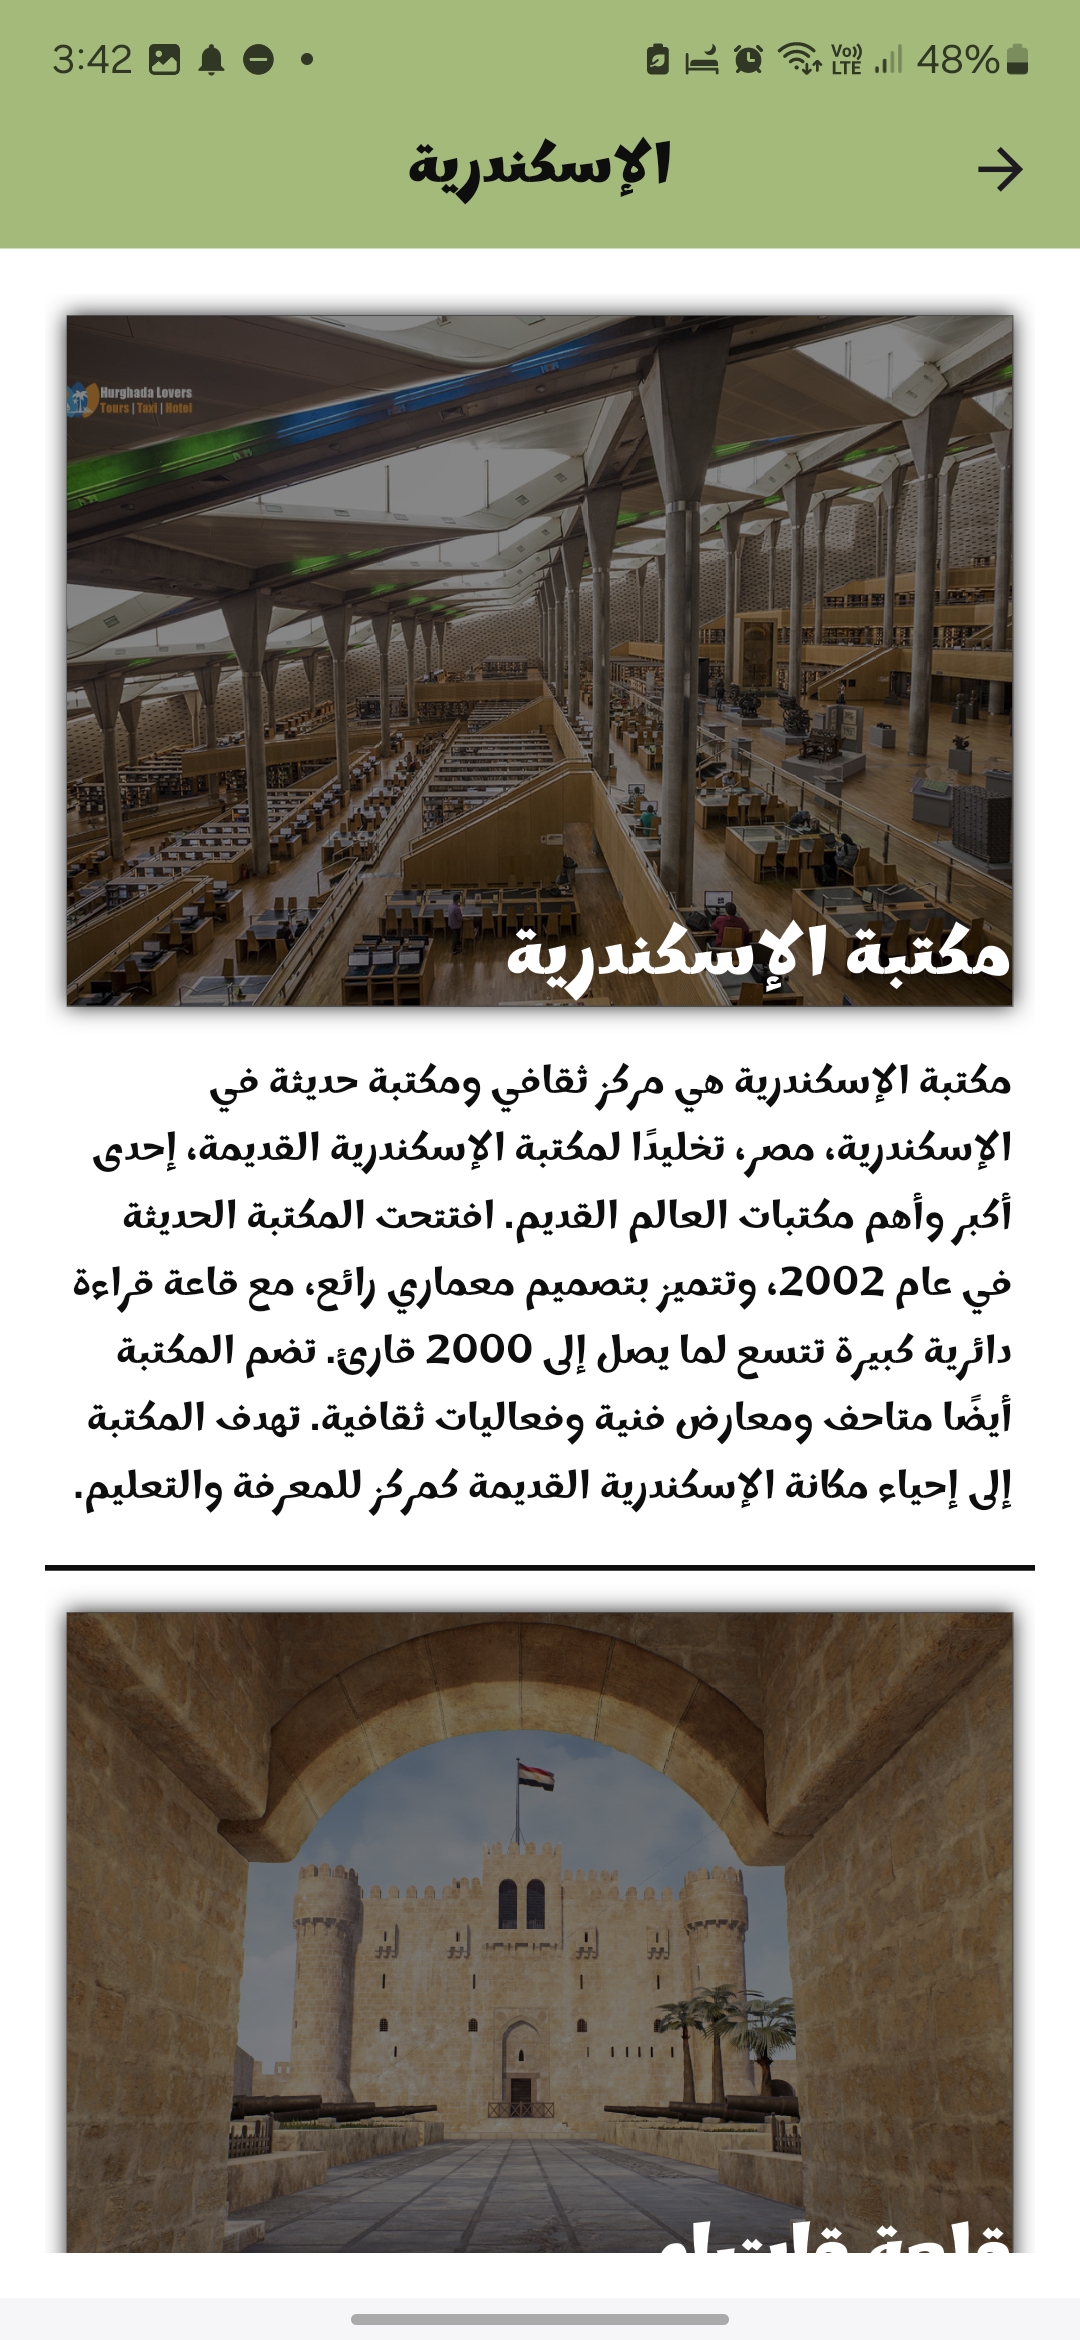 3:42
Vo))
LTE
48%
الإسكندرية
Hurghada Lovers
Tours | Taxi | Hotel
مكتبة الإسكندرية
مكتبة الإسكندرية هي مركز ثقافي ومكتبة حديثة في
الإسكندرية، مصر، تخليدًا لمكتبة الإسكندرية القديمة، إحدى
أكبر وأهم مكتبات العالم القديم. افتتحت المكتبة الحديثة
في عام 2002، وتتميز بتصميم معماري رائع، مع قاعة قراءة
دائرية كبيرة تتسع لما يصل إلى 2000 قارئ. تضم المكتبة
أيضًا متاحف ومعارض فنية وفعاليات ثقافية. تهدف المكتبة
إلى إحياء مكانة الإسكندرية القديمة كمركز للمعرفة والتعليم.